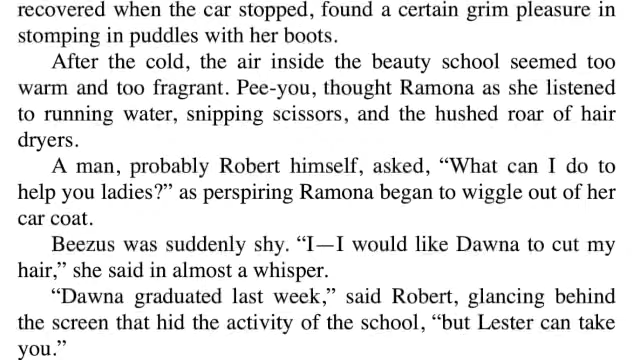 recovered when the car stopped, found a certain grim pleasure in
stomping in puddles with her boots.
After the cold, the air inside the beauty school seemed too
warm and too fragrant. Pee-you, thought Ramona as she listened
to running water, snipping scissors, and the hushed roar of hair
dryers.
A man, probably Robert himself, asked, “What can I do to
help you ladies?” as perspiring Ramona began to wiggle out of her
car coat.
Beezus was suddenly shy. “I—I would like Dawna to cut my
hair,” she said in almost a whisper.
“Dawna graduated last week,” said Robert, glancing behind
the screen that hid the activity of the school, “but Lester can take
you.”